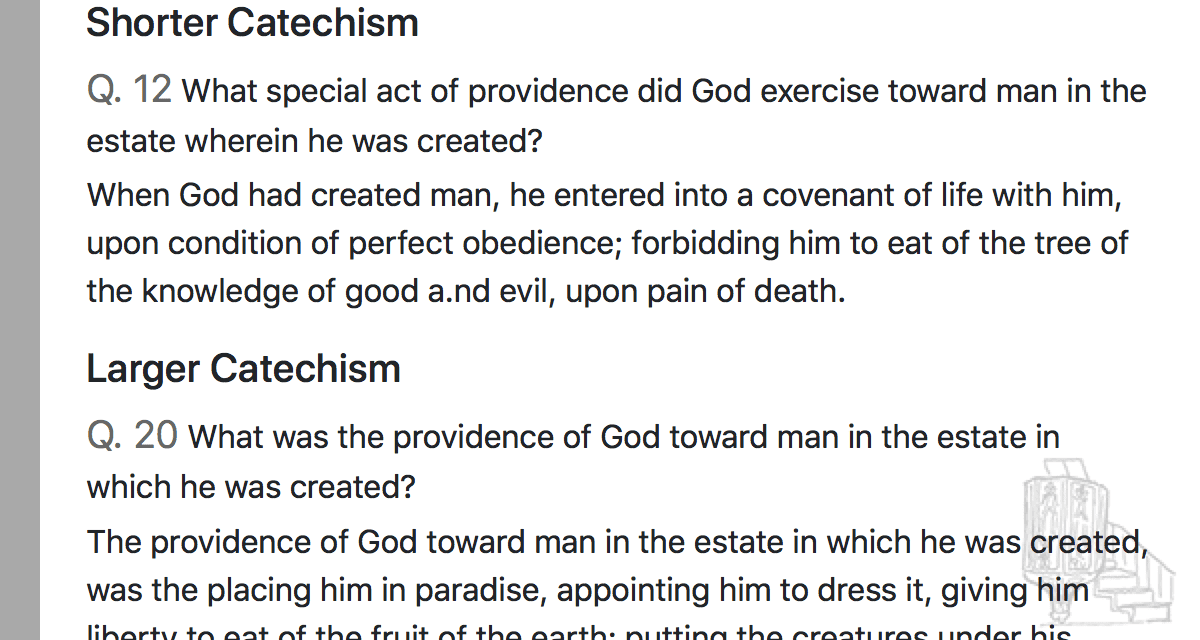 Shorter Catechism
Q. 12 What special act of providence did God exercise toward man in the
estate wherein he was created?
When God had created man, he entered into a covenant of life with him,
upon condition of perfect obedience; forbidding him to eat of the tree of
the knowledge of good a.nd evil, upon pain of death.
Larger Catechism
Q. 20 What was the providence of God toward man in the estate in
which he was created?
The providence of God toward man in the estate in which he was created,
was the placing him in paradise, appointing him to dress it, giving him
liberty to eat of the fruit of the earth; putting the creatures under his